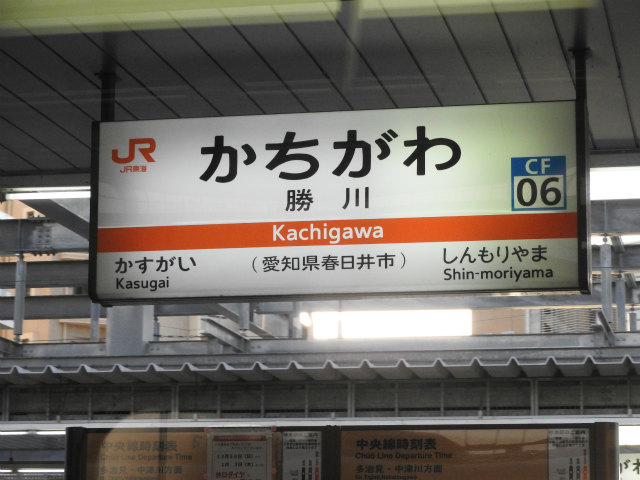 JR
JR東海
かちがわ
勝川
CF
06
Kachigawa
かすがい
Kasugai
(愛知県春日井市)
しんもりやま
Shin-moriyama
中央線時刻表
Chūō Line Departure Time
多治見・中津川方面
中央線時刻表
Chūō Line Departure Time
多治見・中津川方面